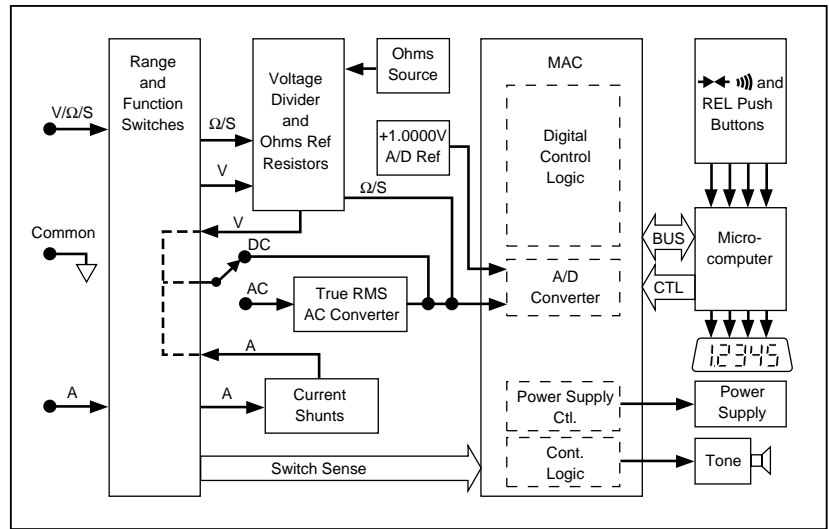 Range
and
Function
Switches
V/Ω/S
Common
A
Ω/S
V
Voltage
Divider
and
Ohms Ref
Resistors
Ohms
Source
+1.0000V
A/D Ref
Ω/S
V
DC
AC
True RMS
AC Converter
A
A
Current
Shunts
Switch Sense
MAC
Digital
Control
Logic
A/D
Converter
Power Supply
Ctl.
Cont.
Logic
BUS
CTL
and
REL Push
Buttons
Micro-
computer
1.2345
Power
Supply
Tone